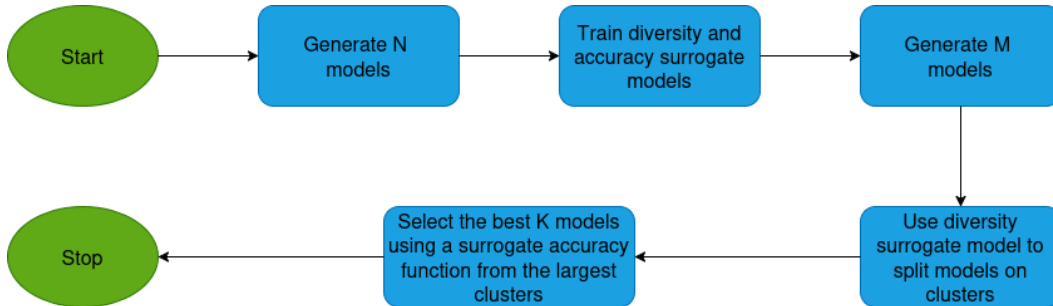 Start
Generate N
models
Train diversity and
accuracy surrogate
models
Generate M
models
Use diversity
surrogate model to
split models on
clusters
Select the best K models
using a surrogate accuracy
function from the largest
clusters
Stop